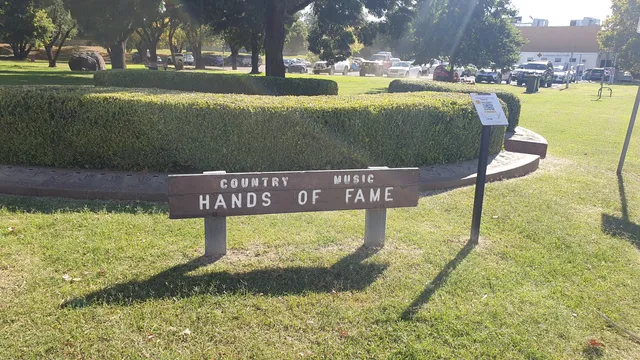 COUNTRY MUSIC
HANDS OF FAME